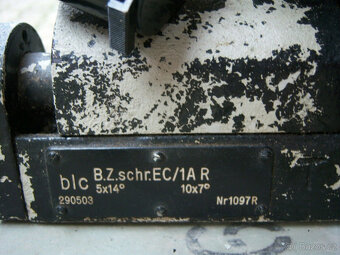 blc B.Z.schr.EC/1A R
5x14° 10x7°
290503 Nr1097R